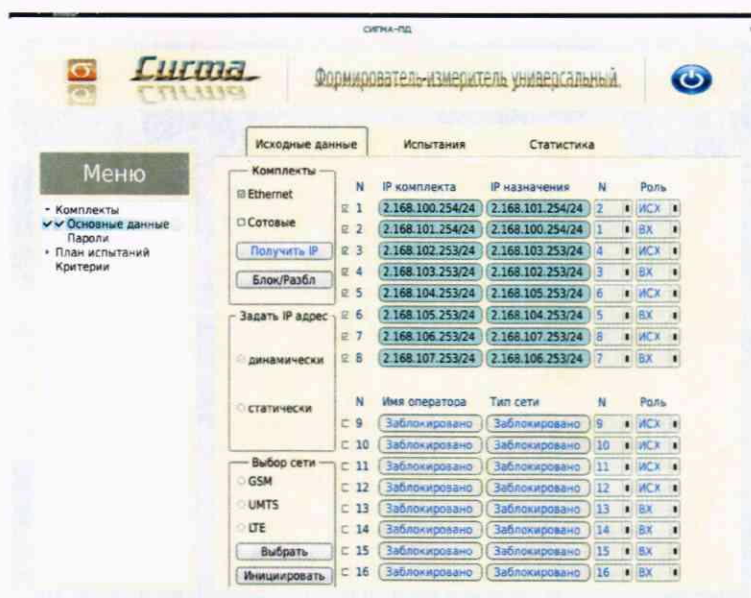 СИГМА-ПД
Сигма
Формирователь-измеритель универсальный.
Исходные данные Испытания Статистика
Меню
Комплекты
Основные данные
Пароли
План испытаний
Критерии
Комплекты
Ethernet
Сотовые
Получить IP
Блок/Разбл
Задать IP адрес
динамически
статически
Выбор сети
GSM
UMTS
LTE
Выбрать
Инициировать
N IP комплекта IP назначения N Роль
1 2.168.100.254/24 2.168.101.254/24 2 ИСХ
2 2.168.101.254/24 2.168.100.254/24 1 ВХ
3 2.168.102.253/24 2.168.103.253/24 4 ИСХ
4 2.168.103.253/24 2.168.102.253/24 3 ВХ
5 2.168.104.253/24 2.168.105.253/24 6 ИСХ
6 2.168.105.253/24 2.168.104.253/24 5 ВХ
7 2.168.106.253/24 2.168.107.253/24 8 ИСХ
8 2.168.107.253/24 2.168.106.253/24 7 ВХ
N Имя оператора Тип сети N Роль
9 Заблокировано Заблокировано 9 ИСХ
10 Заблокировано Заблокировано 10 ИСХ
11 Заблокировано Заблокировано 11 ИСХ
12 Заблокировано Заблокировано 12 ИСХ
13 Заблокировано Заблокировано 13 ВХ
14 Заблокировано Заблокировано 14 ВХ
15 Заблокировано Заблокировано 15 ВХ
16 Заблокировано Заблокировано 16 ВХ